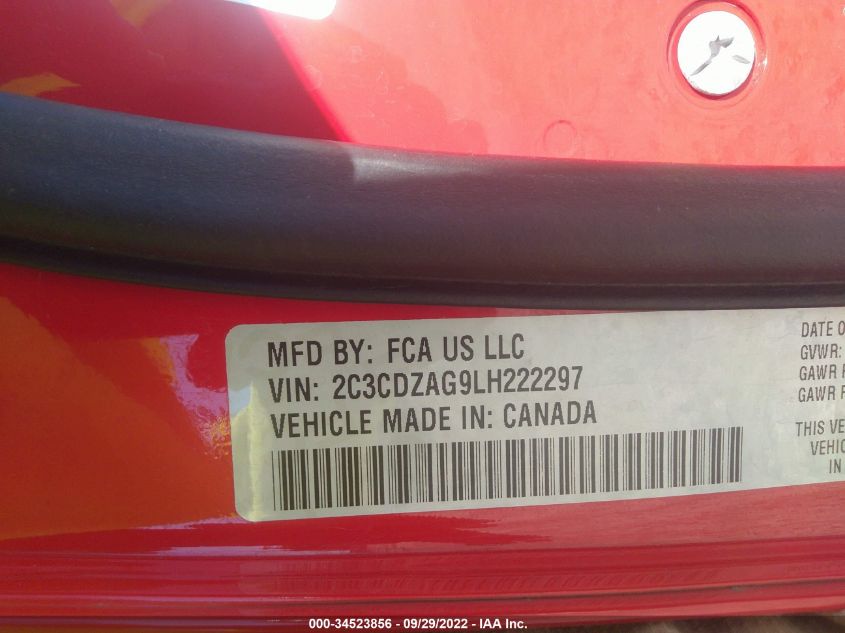 MFD BY: FCA US LLC
VIN: 2C3CDZAG9LH222297
VEHICLE MADE IN: CANADA
DATE O
GVWR:
GAWR F
GAWR R
THIS VE
VEHIC
IN
000-34523856 - 09/29/2022 - IAA Inc.